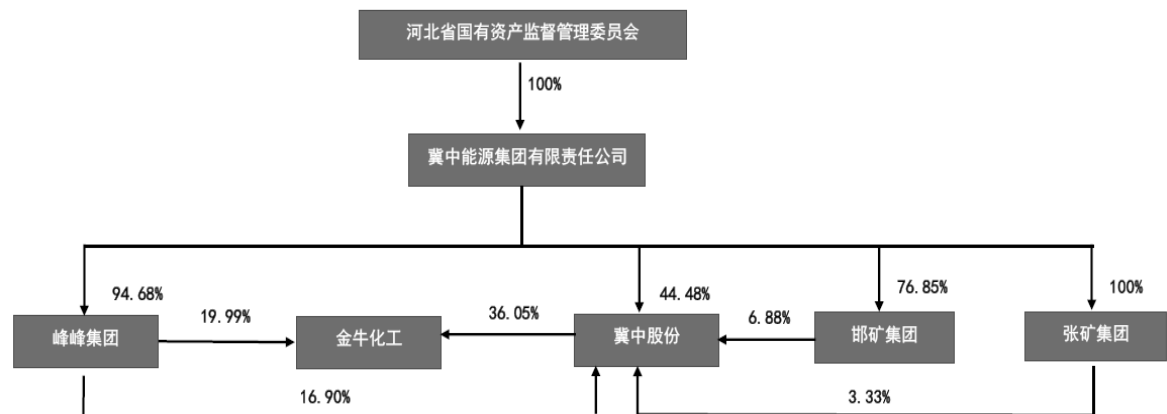 河北省国有资产监督管理委员会
100%
冀中能源集团有限责任公司
94.68%
44.48%
76.85%
100%
峰峰集团
19.99%
金牛化工
36.05%
冀中股份
6.88%
邯矿集团
张矿集团
16.90%
3.33%